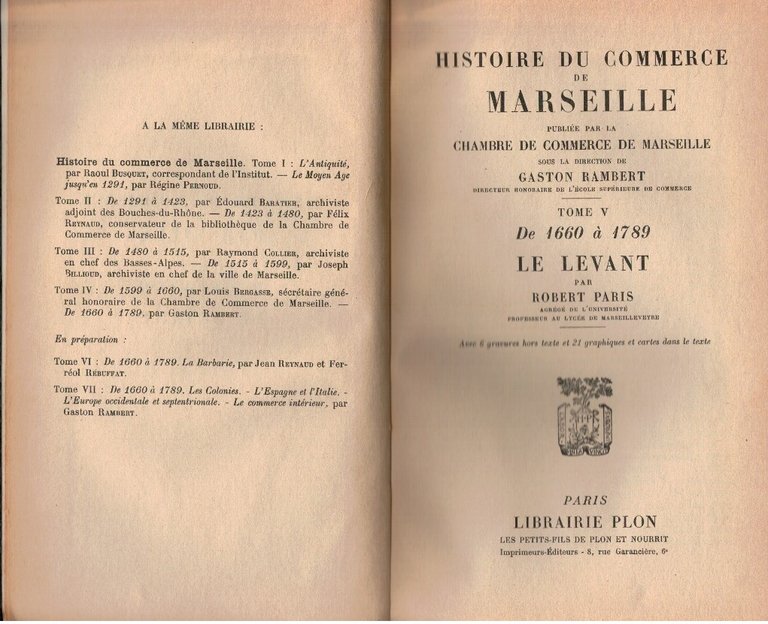 A LA MÊME LIBRAIRIE :
Histoire du commerce de Marseille. Tome I : L'Antiquité,
par Raoul BUSQUET, correspondant de l'Institut. — Le Moyen Age
jusqu'en 1291, par Régine PERNOUD.
Tome II : De 1291 à 1423, par Édouard BARATIER, archiviste
adjoint des Bouches-du-Rhône. — De 1423 à 1480, par Félix
REYNAUD, conservateur de la bibliothèque de la Chambre de
Commerce de Marseille.
Tome III : De 1480 à 1515, par Raymond COLLIER, archiviste
en chef des Basses-Alpes. — De 1515 à 1599, par Joseph
BILLIOUD, archiviste en chef de la ville de Marseille.
Tome IV : De 1599 à 1660, par Louis BERGASSE, sécrétaire géné-
ral honoraire de la Chambre de Commerce de Marseille. —
De 1660 à 1789, par Gaston RAMBERT.
En préparation :
Tome VI : De 1660 à 1789. La Barbarie, par Jean REYNAUD et Fer-
réol RÉBUFFAT.
Tome VII : De 1660 à 1789. Les Colonies. - L'Espagne et l'Italie. -
L'Europe occidentale et septentrionale. - Le commerce intérieur, par
Gaston RAMBERT.
HISTOIRE DU COMMERCE
DE
MARSEILLE
PUBLIÉE PAR LA
CHAMBRE DE COMMERCE DE MARSEILLE
SOUS LA DIRECTION DE
GASTON RAMBERT
DIRECTEUR HONORAIRE DE L'ÉCOLE SUPÉRIEURE DE COMMERCE
TOME V
De 1660 à 1789
LE LEVANT
PAR
ROBERT PARIS
AGRÉGÉ DE L'UNIVERSITÉ
PROFESSEUR AU LYCÉE DE MARSEILLEVEYRE
Avec 6 gravures hors texte et 21 graphiques et cartes dans le texte
PARIS
LIBRAIRIE PLON
LES PETITS-FILS DE PLON ET NOURRIT
Imprimeurs-Éditeurs - 8, rue Garancière, 6e